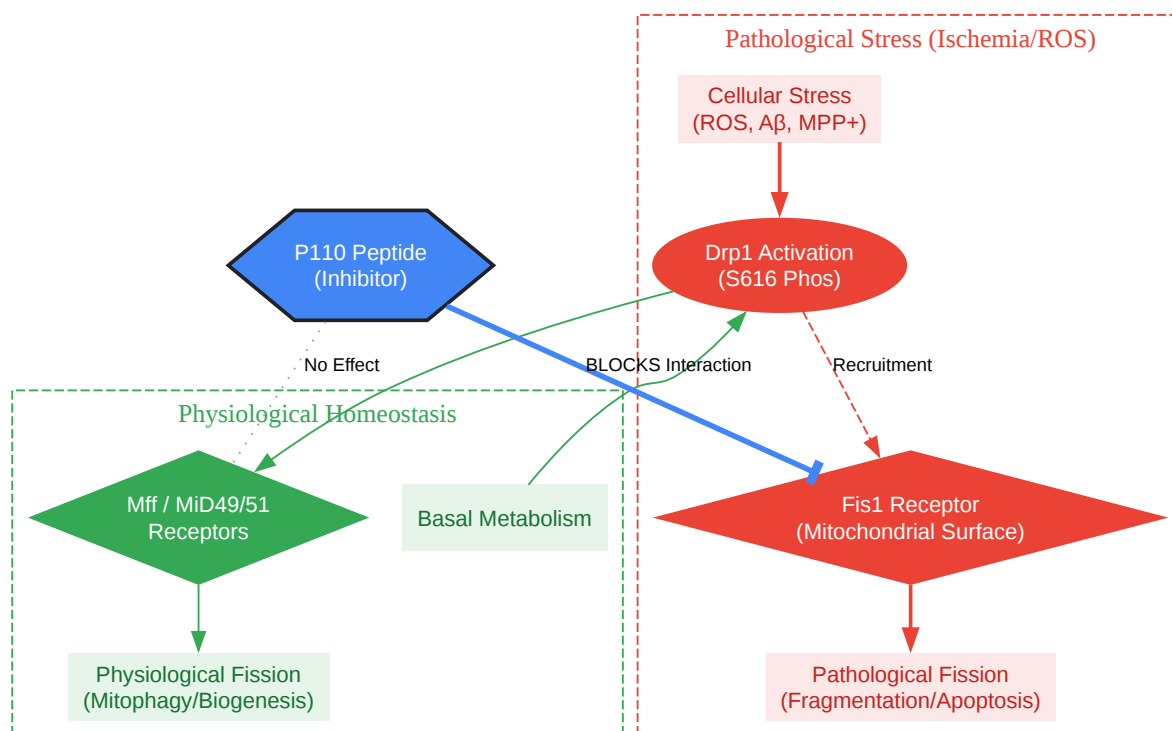 Pathological Stress (Ischemia/ROS)
Cellular Stress
(ROS, Aβ, MPP+)
P110 Peptide
(Inhibitor)
Drp1 Activation
(S616 Phos)
No Effect
BLOCKS Interaction
Recruitment
Physiological Homeostasis
Mff / MiD49/51
Receptors
Basal Metabolism
Fis1 Receptor
(Mitochondrial Surface)
Physiological Fission
(Mitophagy/Biogenesis)
Pathological Fission
(Fragmentation/Apoptosis)